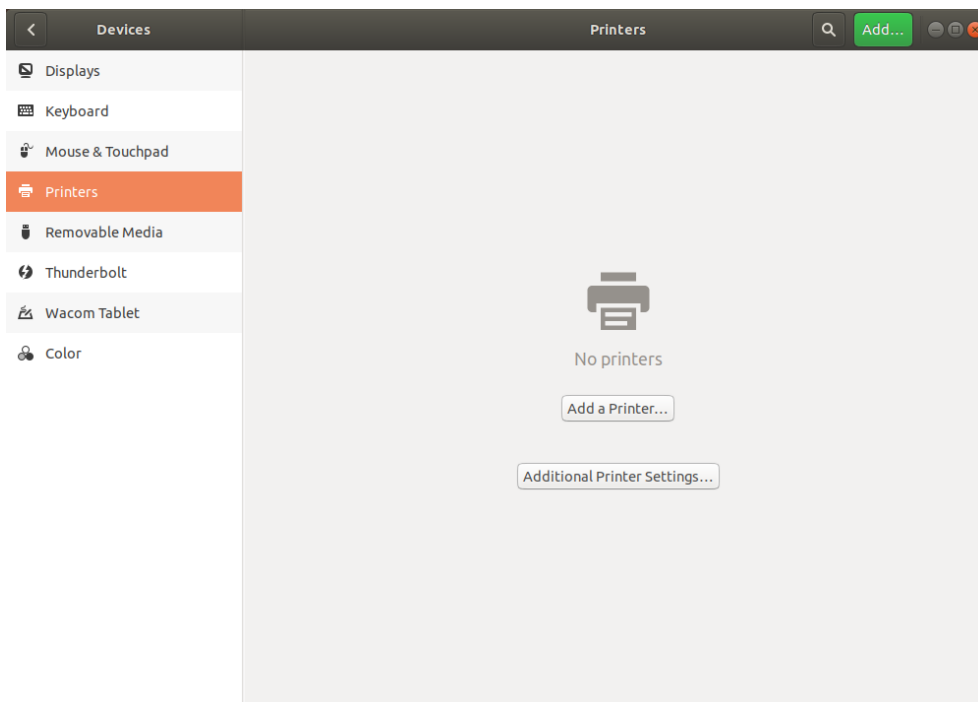 Devices
Printers
Add...
Displays
Keyboard
Mouse & Touchpad
Printers
Removable Media
Thunderbolt
Wacom Tablet
Color
No printers
Add a Printer...
Additional Printer Settings...